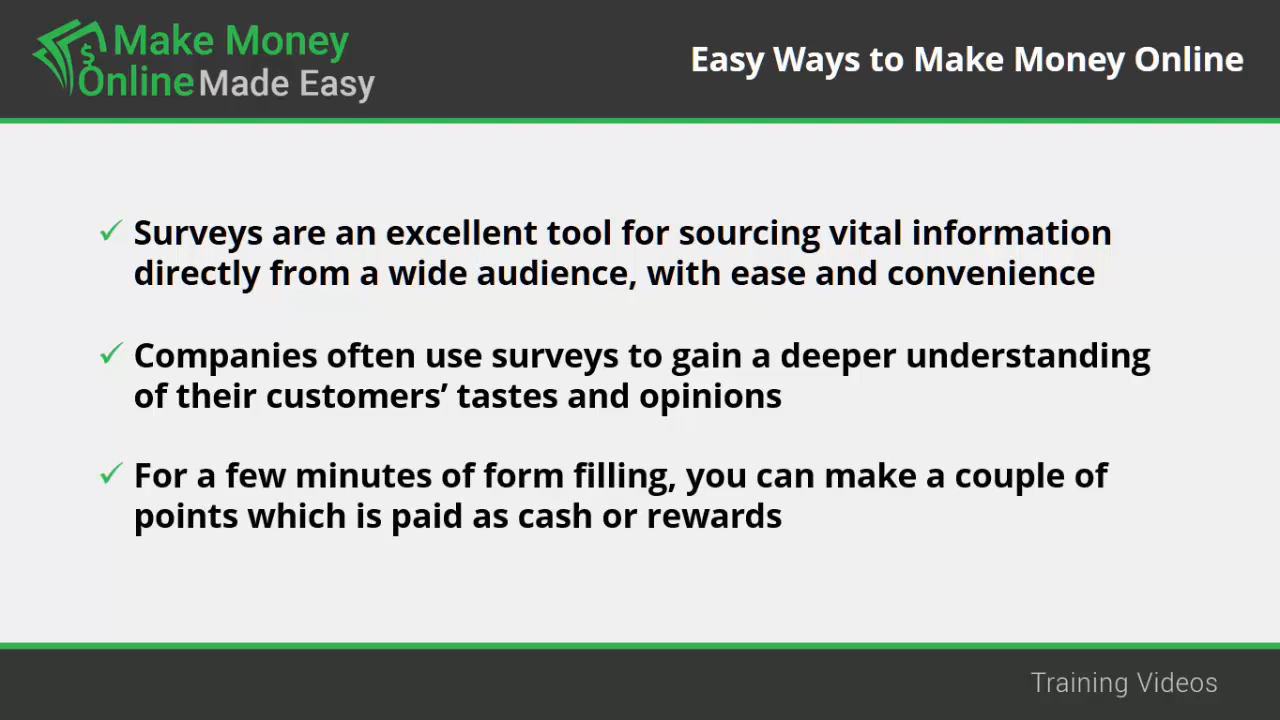 Make Money
Online Made Easy
Easy Ways to Make Money Online
✓ Surveys are an excellent tool for sourcing vital information
directly from a wide audience, with ease and convenience
✓ Companies often use surveys to gain a deeper understanding
of their customers’ tastes and opinions
✓ For a few minutes of form filling, you can make a couple of
points which is paid as cash or rewards
Training Videos